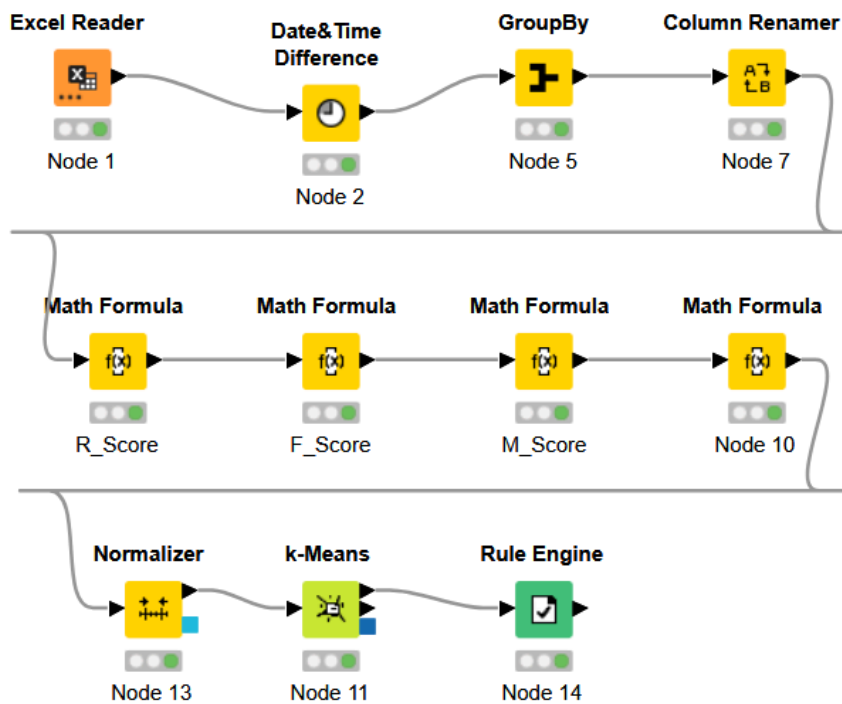 Excel Reader
Date&Time
Difference
GroupBy
Column Renamer
Node 1
Node 2
Node 5
Node 7
Math Formula
Math Formula
Math Formula
Math Formula
f(x)
f(x)
f(x)
f(x)
R_Score
F_Score
M_Score
Node 10
Normalizer
k-Means
Rule Engine
Node 13
Node 11
Node 14